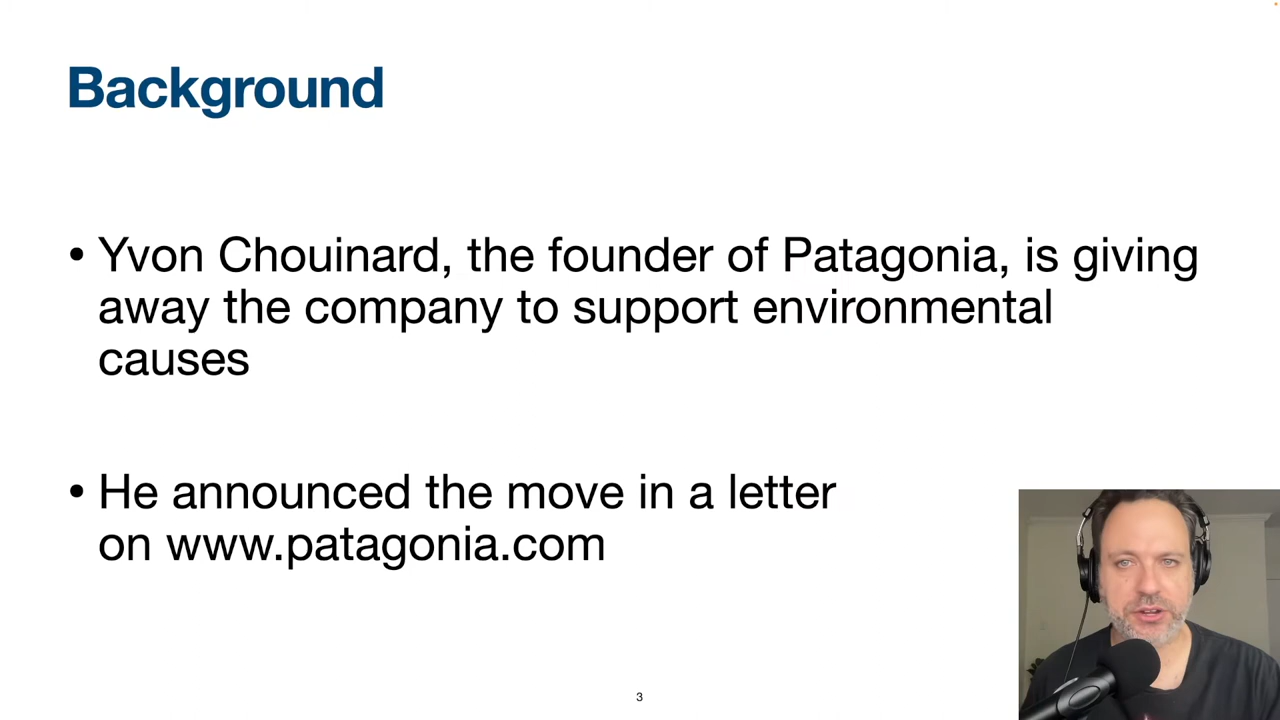 Background
• Yvon Chouinard, the founder of Patagonia, is giving
away the company to support environmental
causes
• He announced the move in a letter
on www.patagonia.com
3